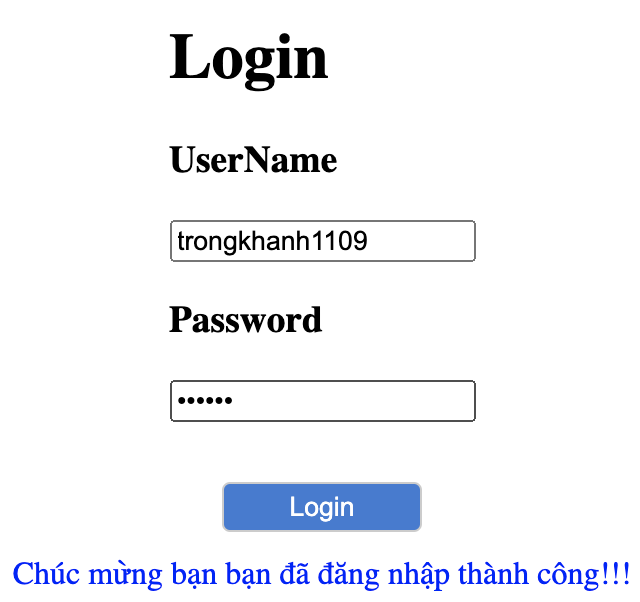 Login
UserName
trongkhanh1109
Password
••••••
Login
Chúc mừng bạn bạn đã đăng nhập thành công!!!